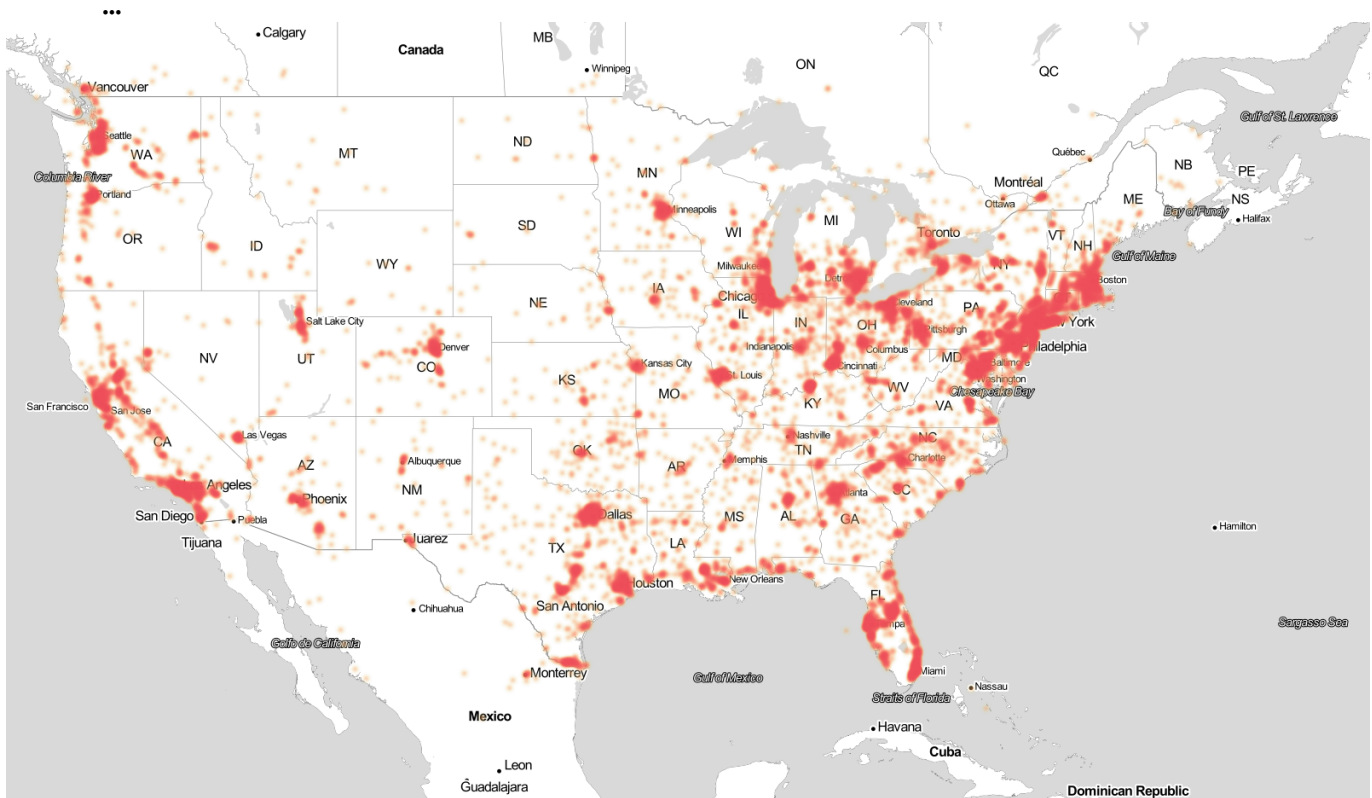 •••
Calgary
Canada
MB
Winnipeg
ON
QC
Vancouver
Gulf of St. Lawrence
Seattle
WA
MT
ND
MN
Québec
NB
PE
Columbia River
Portland
Montréal
Ottawa
ME
NS
Bay of Fundy
Halifax
Minneapolis
OR
ID
SD
WI
MI
Toronto
VT
NH
Gulf of Maine
WY
Milwaukee
NY
Boston
IA
Chicag
Detr
NE
Cleveland
PA
Salt Lake City
IL
IN
OH
Pittsburgh
York
NV
UT
Denver
Indianapolis
Columbus
MD
Philadelphia
CO
Kansas City
St. Louis
Cincinnati
Baltimore
Washington
KS
MO
WV
Chesapeake Bay
San Francisco
San Jose
KY
VA
CA
Las Vegas
OK
Nashville
TN
NC
AZ
Albuquerque
AR
Memphis
Charlotte
Angeles
NM
SC
Phoenix
Atlanta
San Diego
Puebla
Dallas
MS
AL
GA
Hamilton
Tijuana
Juarez
TX
LA
Houston
New Orleans
Chihuahua
San Antonio
FL
Golfo de California
mpa
Sargasso Sea
Monterrey
Gulf of Mexico
Miami
Straits of Florida
Nassau
Mexico
Havana
Cuba
Leon
Guadalajara
Dominican Republic